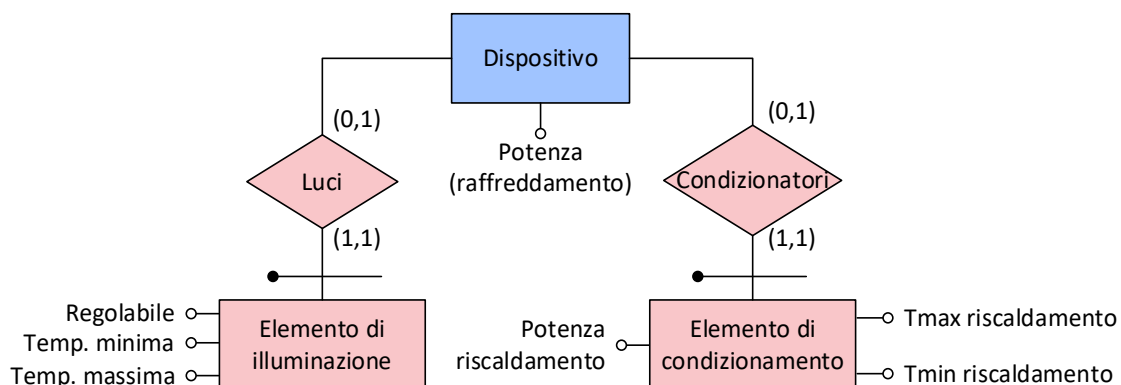 Dispositivo
(0,1)
(0,1)
Potenza
(raffreddamento)
Luci
Condizionatori
(1,1)
(1,1)
Regolabile
Temp. minima
Temp. massima
Elemento di
illuminazione
Potenza
riscaldamento
Elemento di
condizionamento
Tmax riscaldamento
Tmin riscaldamento